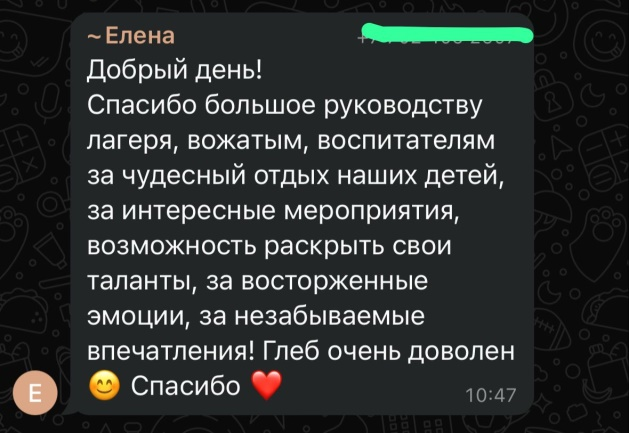 ~ Елена
Добрый день!
Спасибо большое руководству
лагеря, вожатым, воспитателям
за чудесный отдых наших детей,
за интересные мероприятия,
возможность раскрыть свои
таланты, за восторженные
эмоции, за незабываемые
впечатления! Глеб очень доволен
😊 Спасибо ❤️
10:47
Е